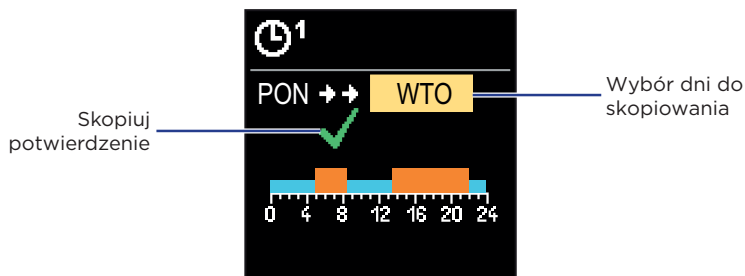 1
PON WTO
Wybór dni do
skopiowania
Skopiuj
potwierdzenie
0 4 8 12 16 20 24